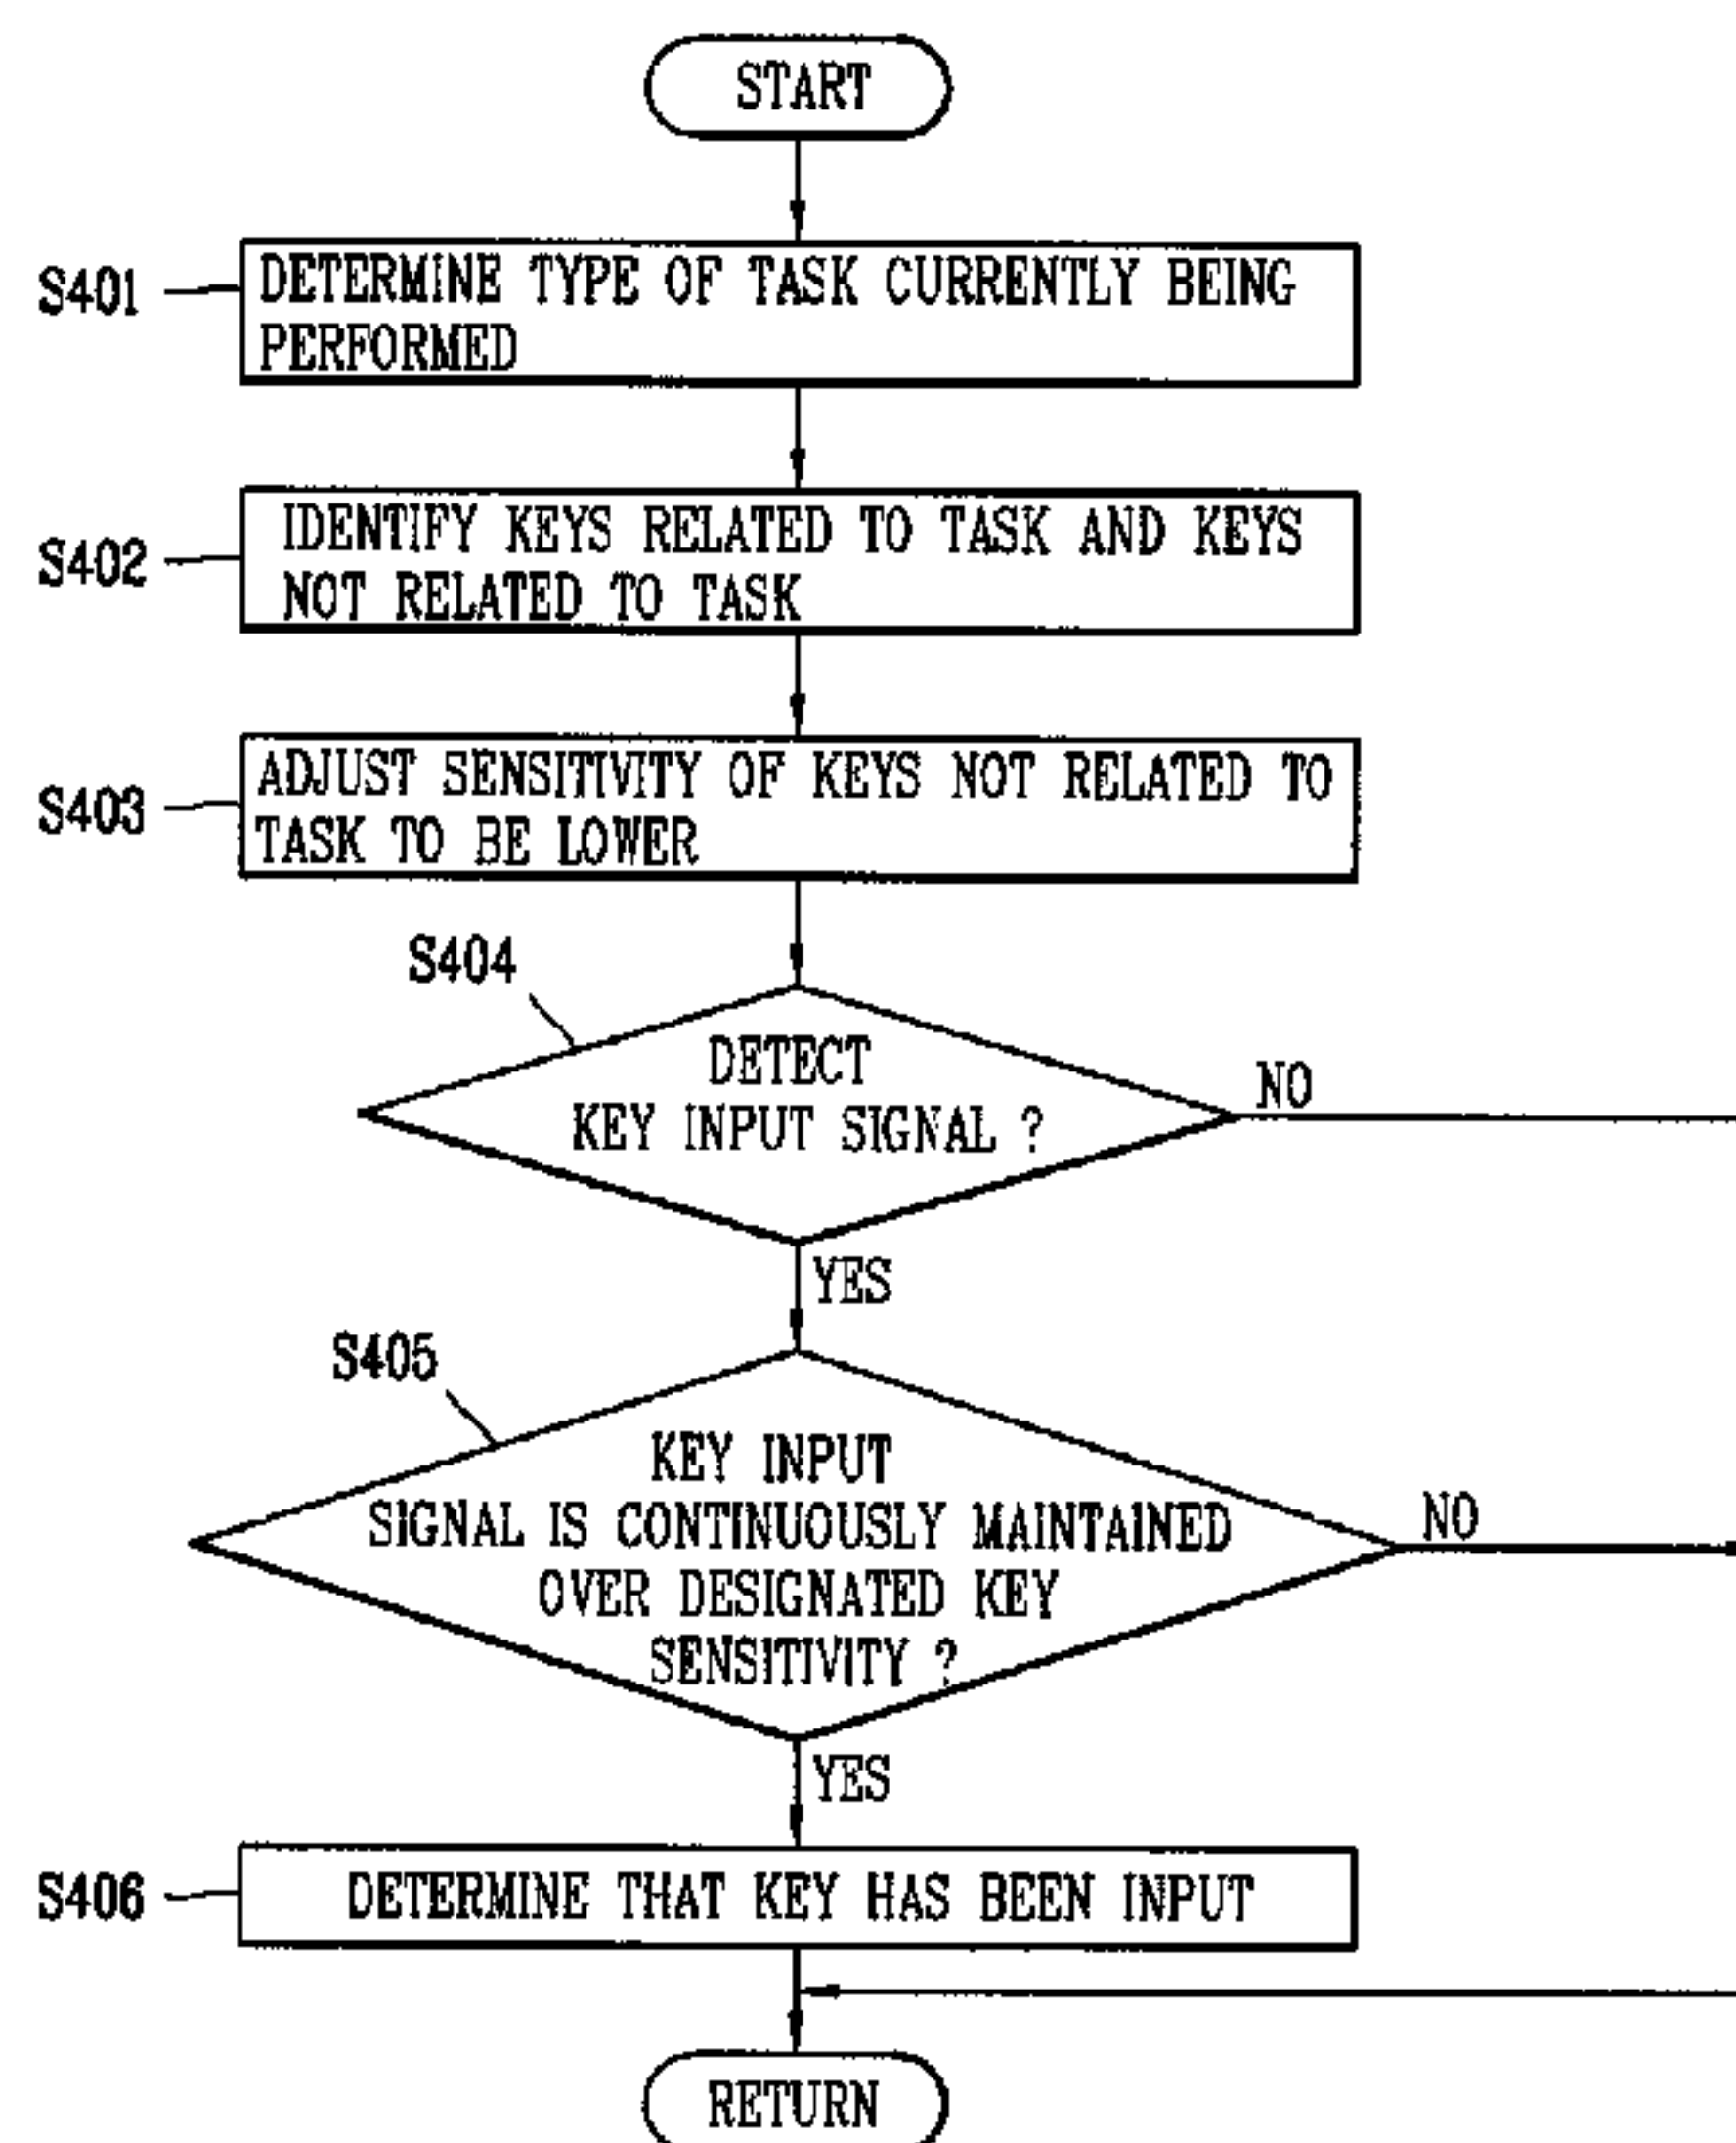 START
S401
DETERMINE TYPE OF TASK CURRENTLY BEING
PERFORMED
S402
IDENTIFY KEYS RELATED TO TASK AND KEYS
NOT RELATED TO TASK
S403
ADJUST SENSITIVITY OF KEYS NOT RELATED TO
TASK TO BE LOWER
S404
DETECT
KEY INPUT SIGNAL ?
NO
YES
S405
KEY INPUT
SIGNAL IS CONTINUOUSLY MAINTAINED
OVER DESIGNATED KEY
SENSITIVITY ?
NO
YES
S406
DETERMINE THAT KEY HAS BEEN INPUT
RETURN